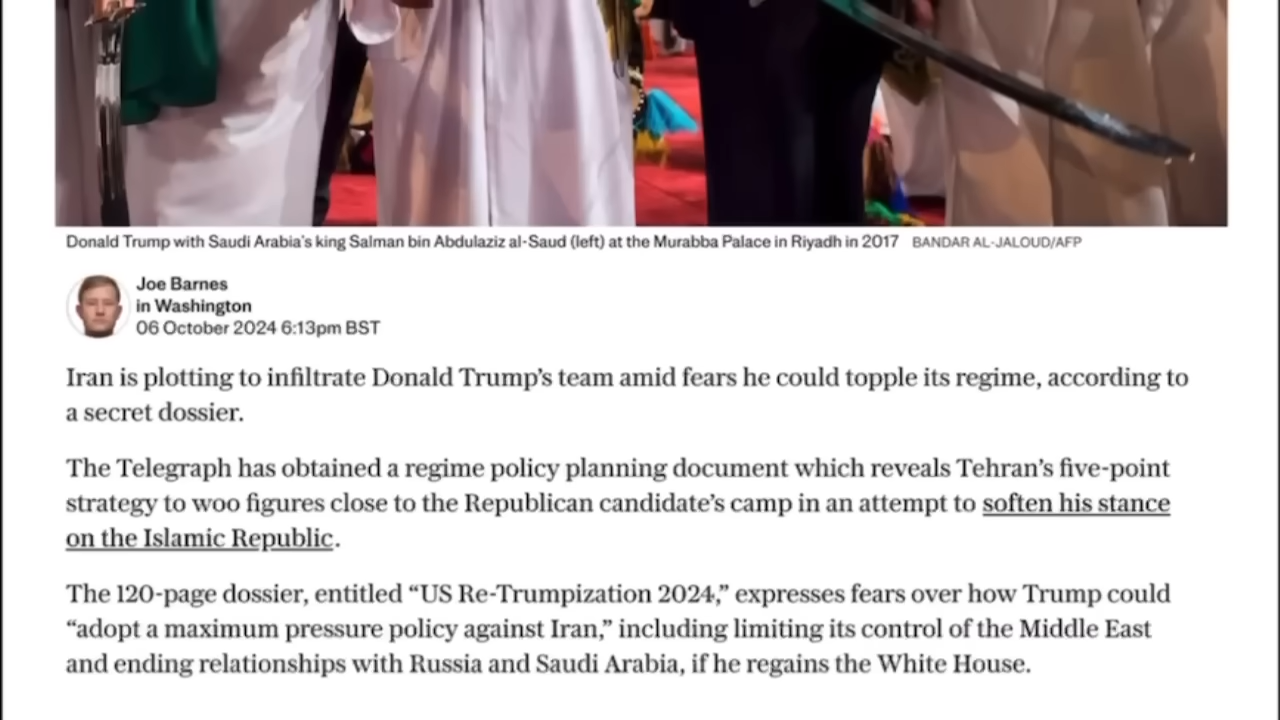 Donald Trump with Saudi Arabia's king Salman bin Abdulaziz al-Saud (left) at the Murabba Palace in Riyadh in 2017 BANDAR AL-JALOUD/AFP
Joe Barnes
in Washington
06 October 2024 6:13pm BST
Iran is plotting to infiltrate Donald Trump’s team amid fears he could topple its regime, according to
a secret dossier.
The Telegraph has obtained a regime policy planning document which reveals Tehran’s five-point
strategy to woo figures close to the Republican candidate’s camp in an attempt to soften his stance
on the Islamic Republic.
The 120-page dossier, entitled “US Re-Trumpization 2024,” expresses fears over how Trump could
“adopt a maximum pressure policy against Iran,” including limiting its control of the Middle East
and ending relationships with Russia and Saudi Arabia, if he regains the White House.